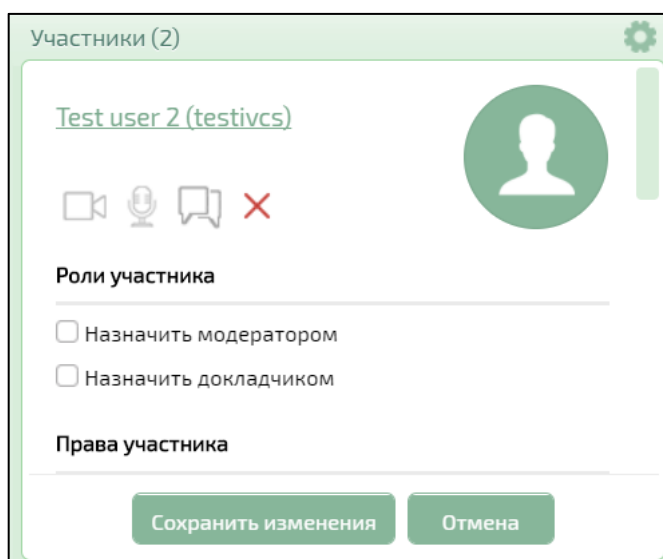 Участники (2)
Test user 2 (testivcs)
Роли участника
Назначить модератором
Назначить докладчиком
Права участника
Сохранить изменения
Отмена